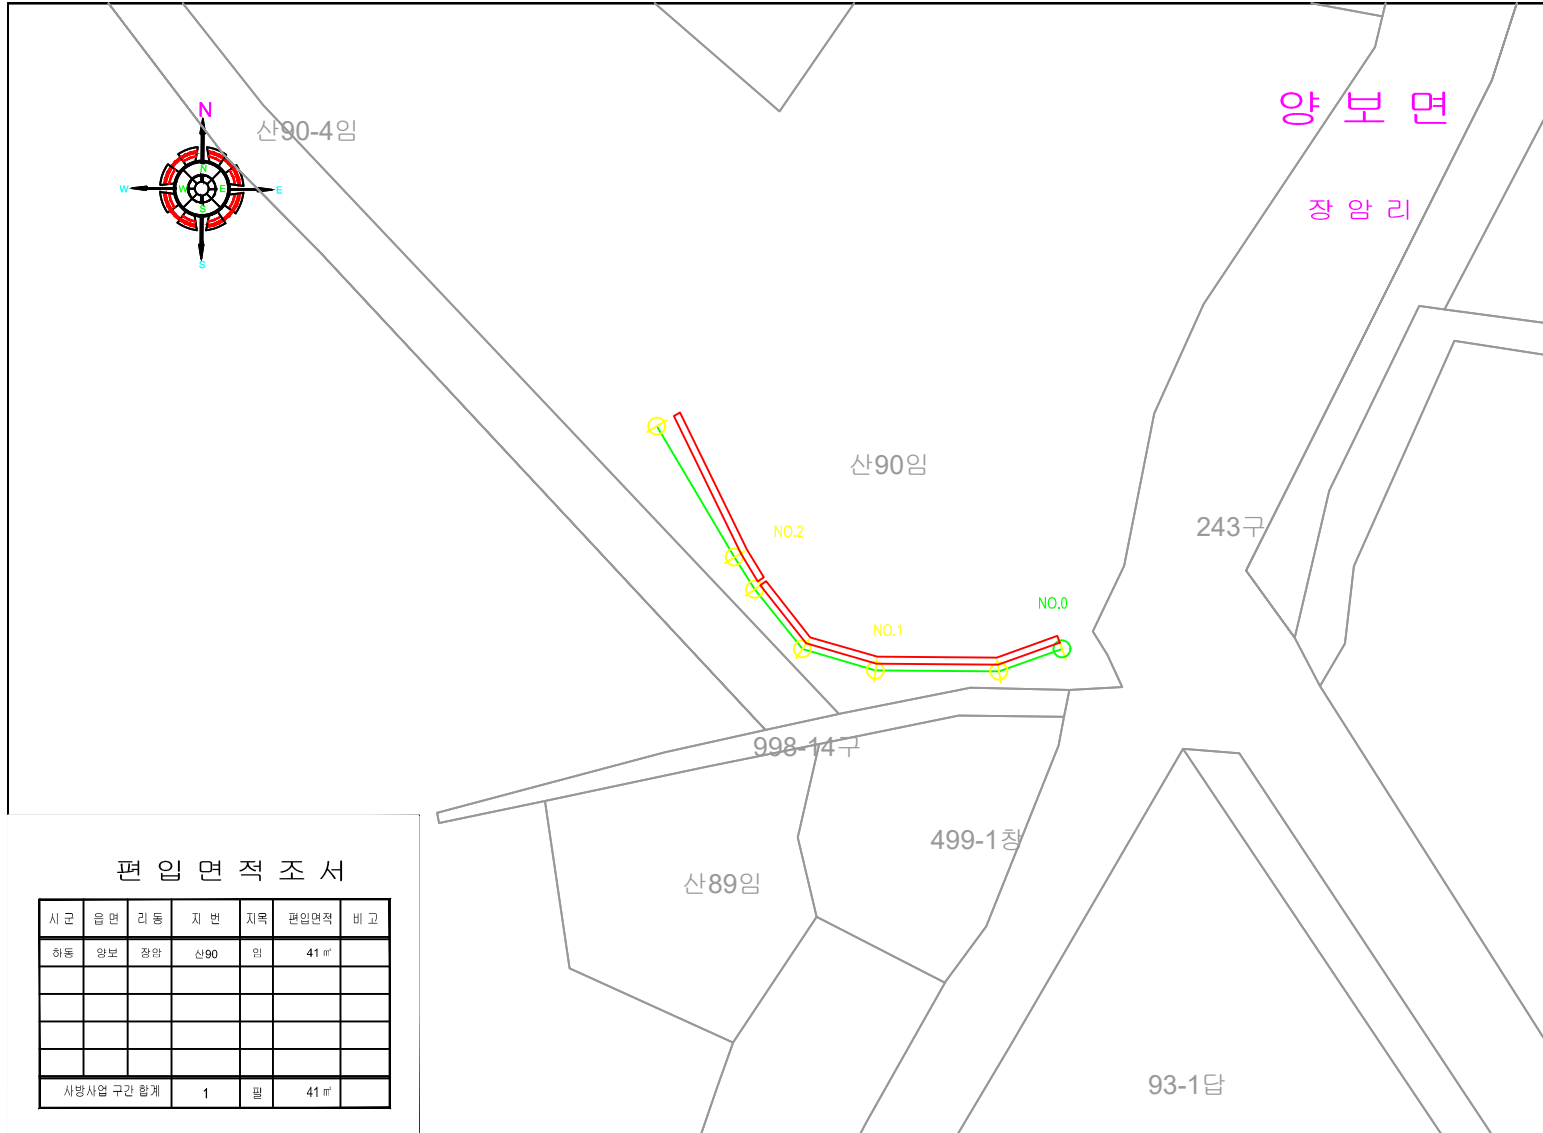 양 보 면
장 암 리
N
N
W
W
E
E
S
S
산90-4임
산90임
243구
NO.2
NO.0
NO.1
998-14구
499-1창
산89임
93-1답
편 입 면 적 조 서
시 군 읍 면 리 동 지 번 지목 편입면적 비 고
하동 양보 장암 산90 임 41 ㎡
사방사업 구간 합계 1 필 41 ㎡